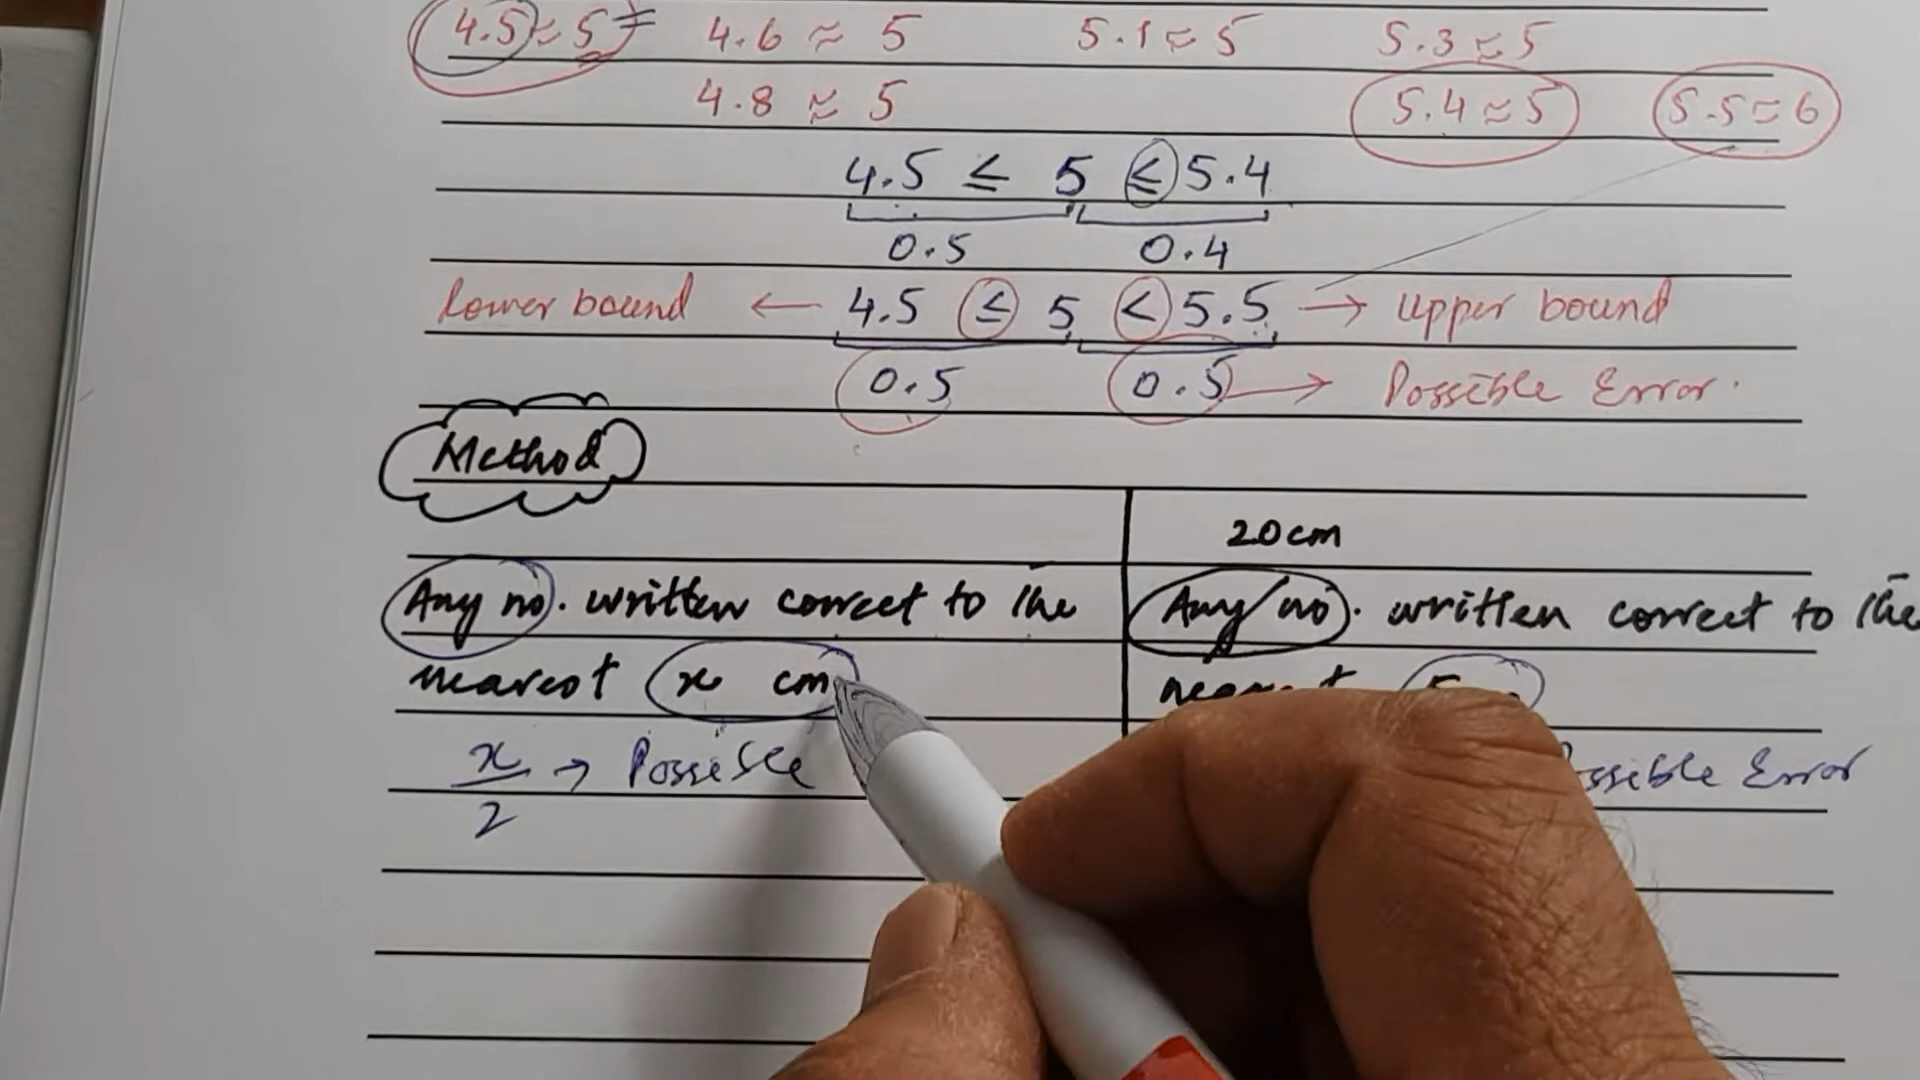 4.5 ≈ 5 = 4.6 ≈ 5 5.1 ≈ 5 5.3 ≈ 5
4.8 ≈ 5 5.4 ≈ 5 5.5 ≈ 6
4.5 ≤ 5 ≤ 5.4
0.5 0.4
Lower bound ← 4.5 ≤ 5 < 5.5 → upper bound
0.5 0.5 → Possible Error.
Method
20 cm
Any no. written correct to the
nearest x cm
x/2 → Possible
Any no. written correct to the
Possible Error